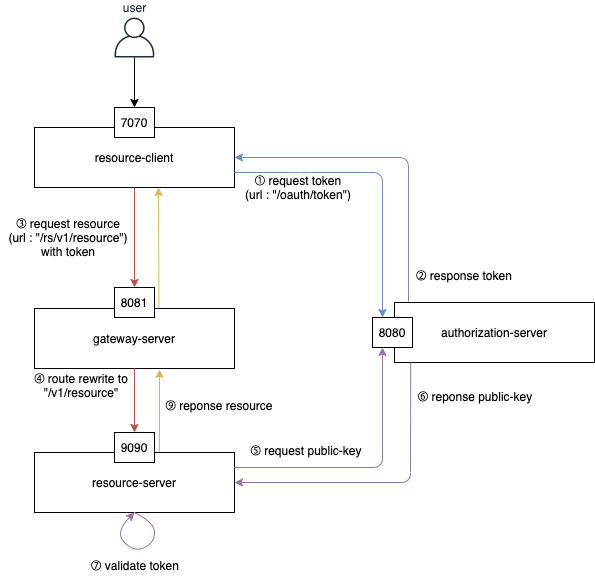 user
7070
resource-client
① request token
(url : "/oauth/token")
③ request resource
(url : "/rs/v1/resource")
with token
② response token
8081
gateway-server
8080
authorization-server
④ route rewrite to
"/v1/resource"
⑥ reponse public-key
⑨ reponse resource
9090
⑤ request public-key
resource-server
⑦ validate token